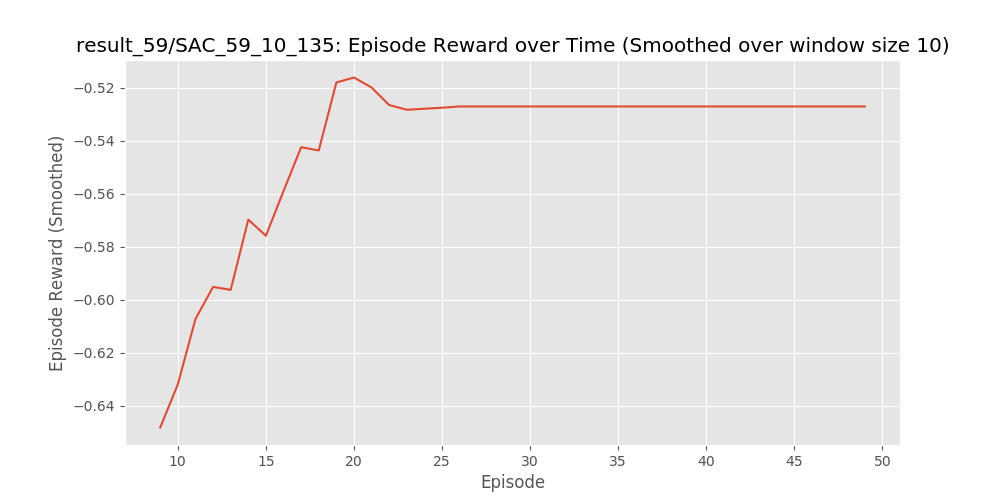 result_59/SAC_59_10_135: Episode Reward over Time (Smoothed over window size 10)
Episode Reward (Smoothed)
−0.52
−0.54
−0.56
−0.58
−0.60
−0.62
−0.64
10 15 20 25 30 35 40 45 50
Episode